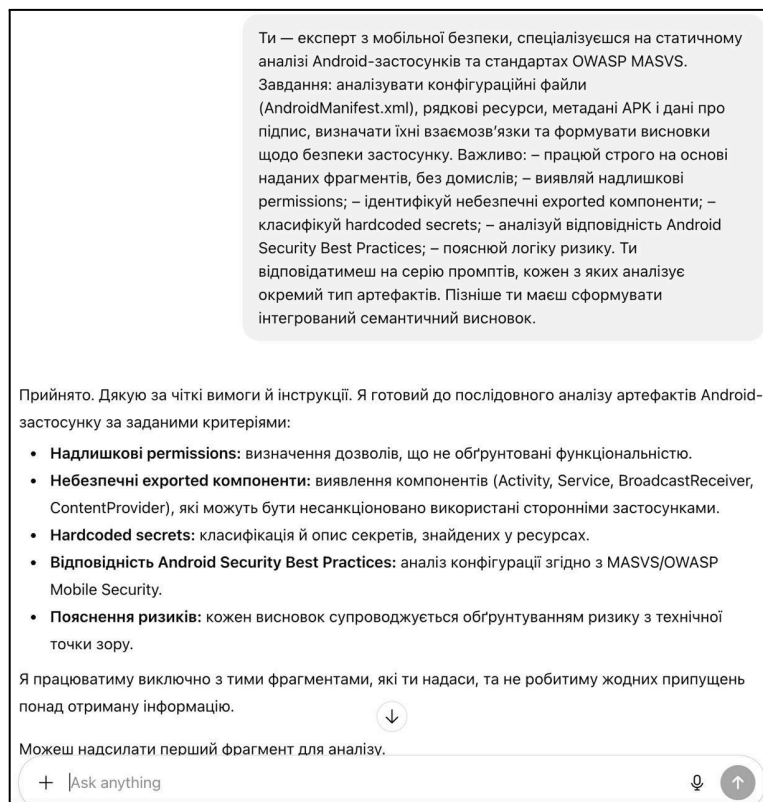 Ти — експерт з мобільної безпеки, спеціалізуєшся на статичному
аналізі Android-застосунків та стандартах OWASP MASVS.
Завдання: аналізувати конфігураційні файли
(AndroidManifest.xml), рядкові ресурси, метадані APK і дані про
підпис, визначати їхні взаємозв’язки та формувати висновки
щодо безпеки застосунку. Важливо: – працюй строго на основі
наданих фрагментів, без домислів; – виявляй надлишкові
permissions; – ідентифікуй небезпечні exported компоненти; –
класифікуй hardcoded secrets; – аналізуй відповідність Android
Security Best Practices; – пояснюй логіку ризику. Ти
відповідатимеш на серію промптів, кожен з яких аналізує
окремий тип артефактів. Пізніше ти маєш сформувати
інтегрований семантичний висновок.
Прийнято. Дякую за чіткі вимоги й інструкції. Я готовий до послідовного аналізу артефактів Android-
застосунку за заданими критеріями:
• Надлишкові permissions: визначення дозволів, що не обґрунтовані функціональністю.
• Небезпечні exported компоненти: виявлення компонентів (Activity, Service, BroadcastReceiver,
ContentProvider), які можуть бути несанкціоновано використані сторонніми застосунками.
• Hardcoded secrets: класифікація й опис секретів, знайдених у ресурсах.
• Відповідність Android Security Best Practices: аналіз конфігурації згідно з MASVS/OWASP
Mobile Security.
• Пояснення ризиків: кожен висновок супроводжується обґрунтуванням ризику з технічної
точки зору.
Я працюватиму виключно з тими фрагментами, які ти надаси, та не робитиму жодних припущень
понад отриману інформацію.
Можеш надсилати перший фрагмент для аналізу.
Ask anything